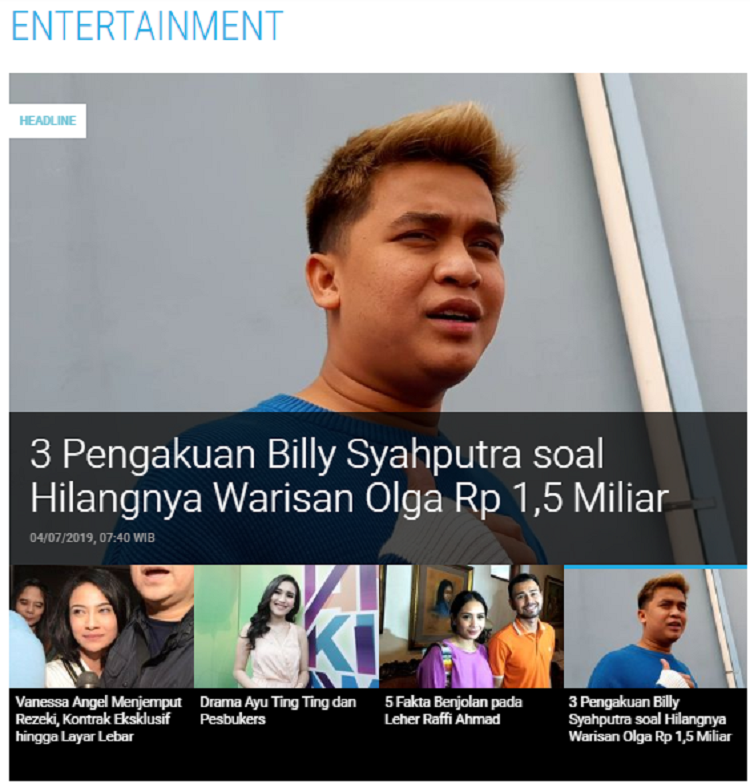 ENTERTAINMENT
HEADLINE
3 Pengakuan Billy Syahputra soal
Hilangnya Warisan Olga Rp 1,5 Miliar
04/07/2019, 07:40 WIB
Vanessa Angel Menjemput
Rezeki, Kontrak Eksklusif
hingga Layar Lebar
Drama Ayu Ting Ting dan
Pesbukers
5 Fakta Benjolan pada
Leher Raffi Ahmad
3 Pengakuan Billy
Syahputra soal Hilangnya
Warisan Olga Rp 1,5 Miliar